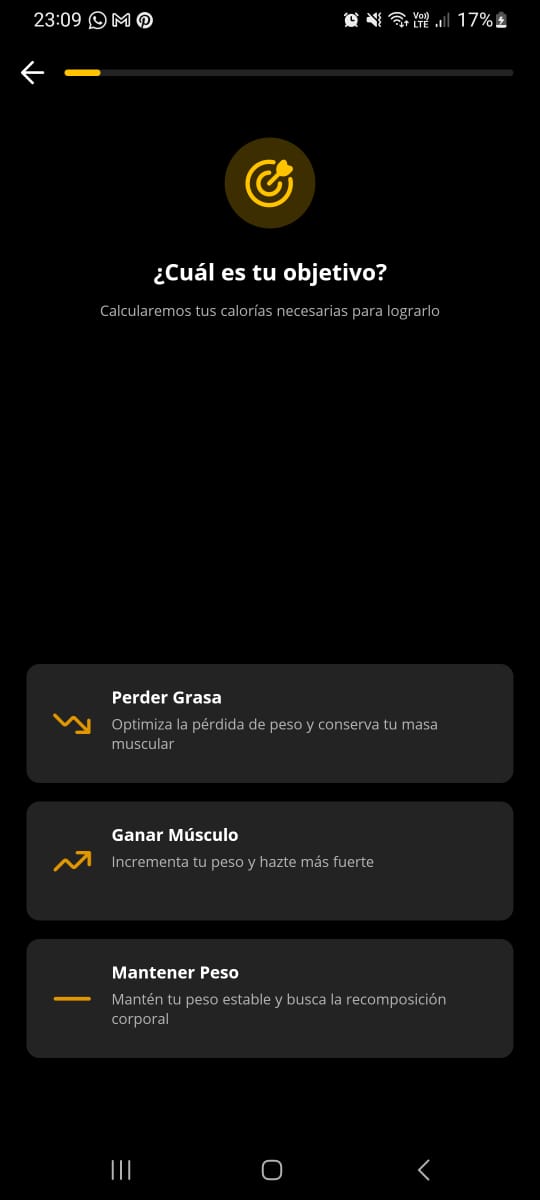 23:09
Vo))
LTE
17%
¿Cuál es tu objetivo?
Calcularemos tus calorías necesarias para lograrlo
Perder Grasa
Optimiza la pérdida de peso y conserva tu masa
muscular
Ganar Músculo
Incrementa tu peso y hazte más fuerte
Mantener Peso
Mantén tu peso estable y busca la recomposición
corporal